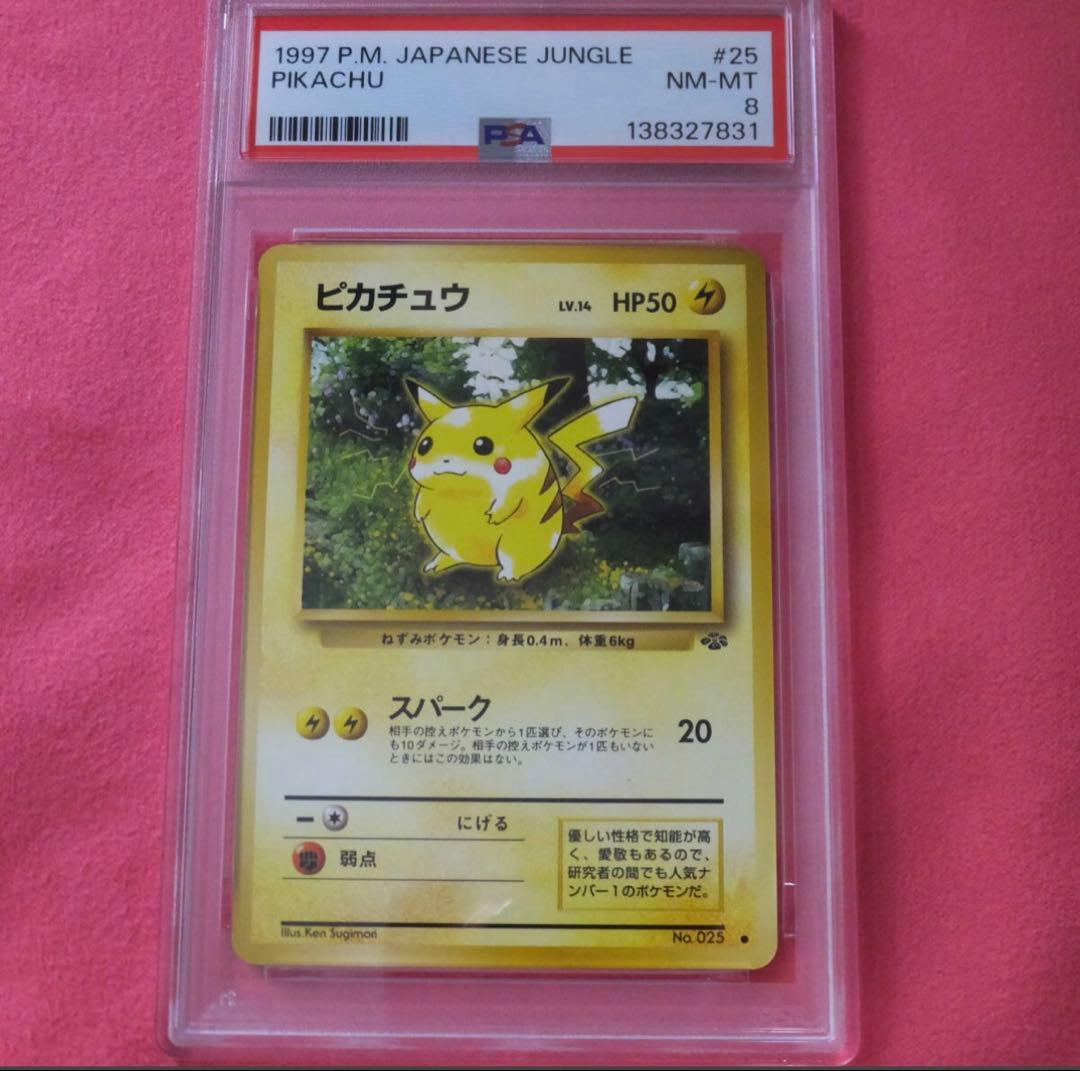 1997 P.M. JAPANESE JUNGLE #25
PIKACHU NM-MT
8
138327831
PSA
ピカチュウ LV.14 HP50
ねずみポケモン：身長0.4m、体重6kg
スパーク 20
相手の控えポケモンから1匹選び、そのポケモンに
も10ダメージ。相手の控えポケモンが1匹もいない
ときにはこの効果はない。
にげる
弱点
優しい性格で知能が高
く、愛敬もあるので、
研究者の間でも人気ナ
ンバー1のポケモンだ。
Illus. Ken Sugimori No. 025